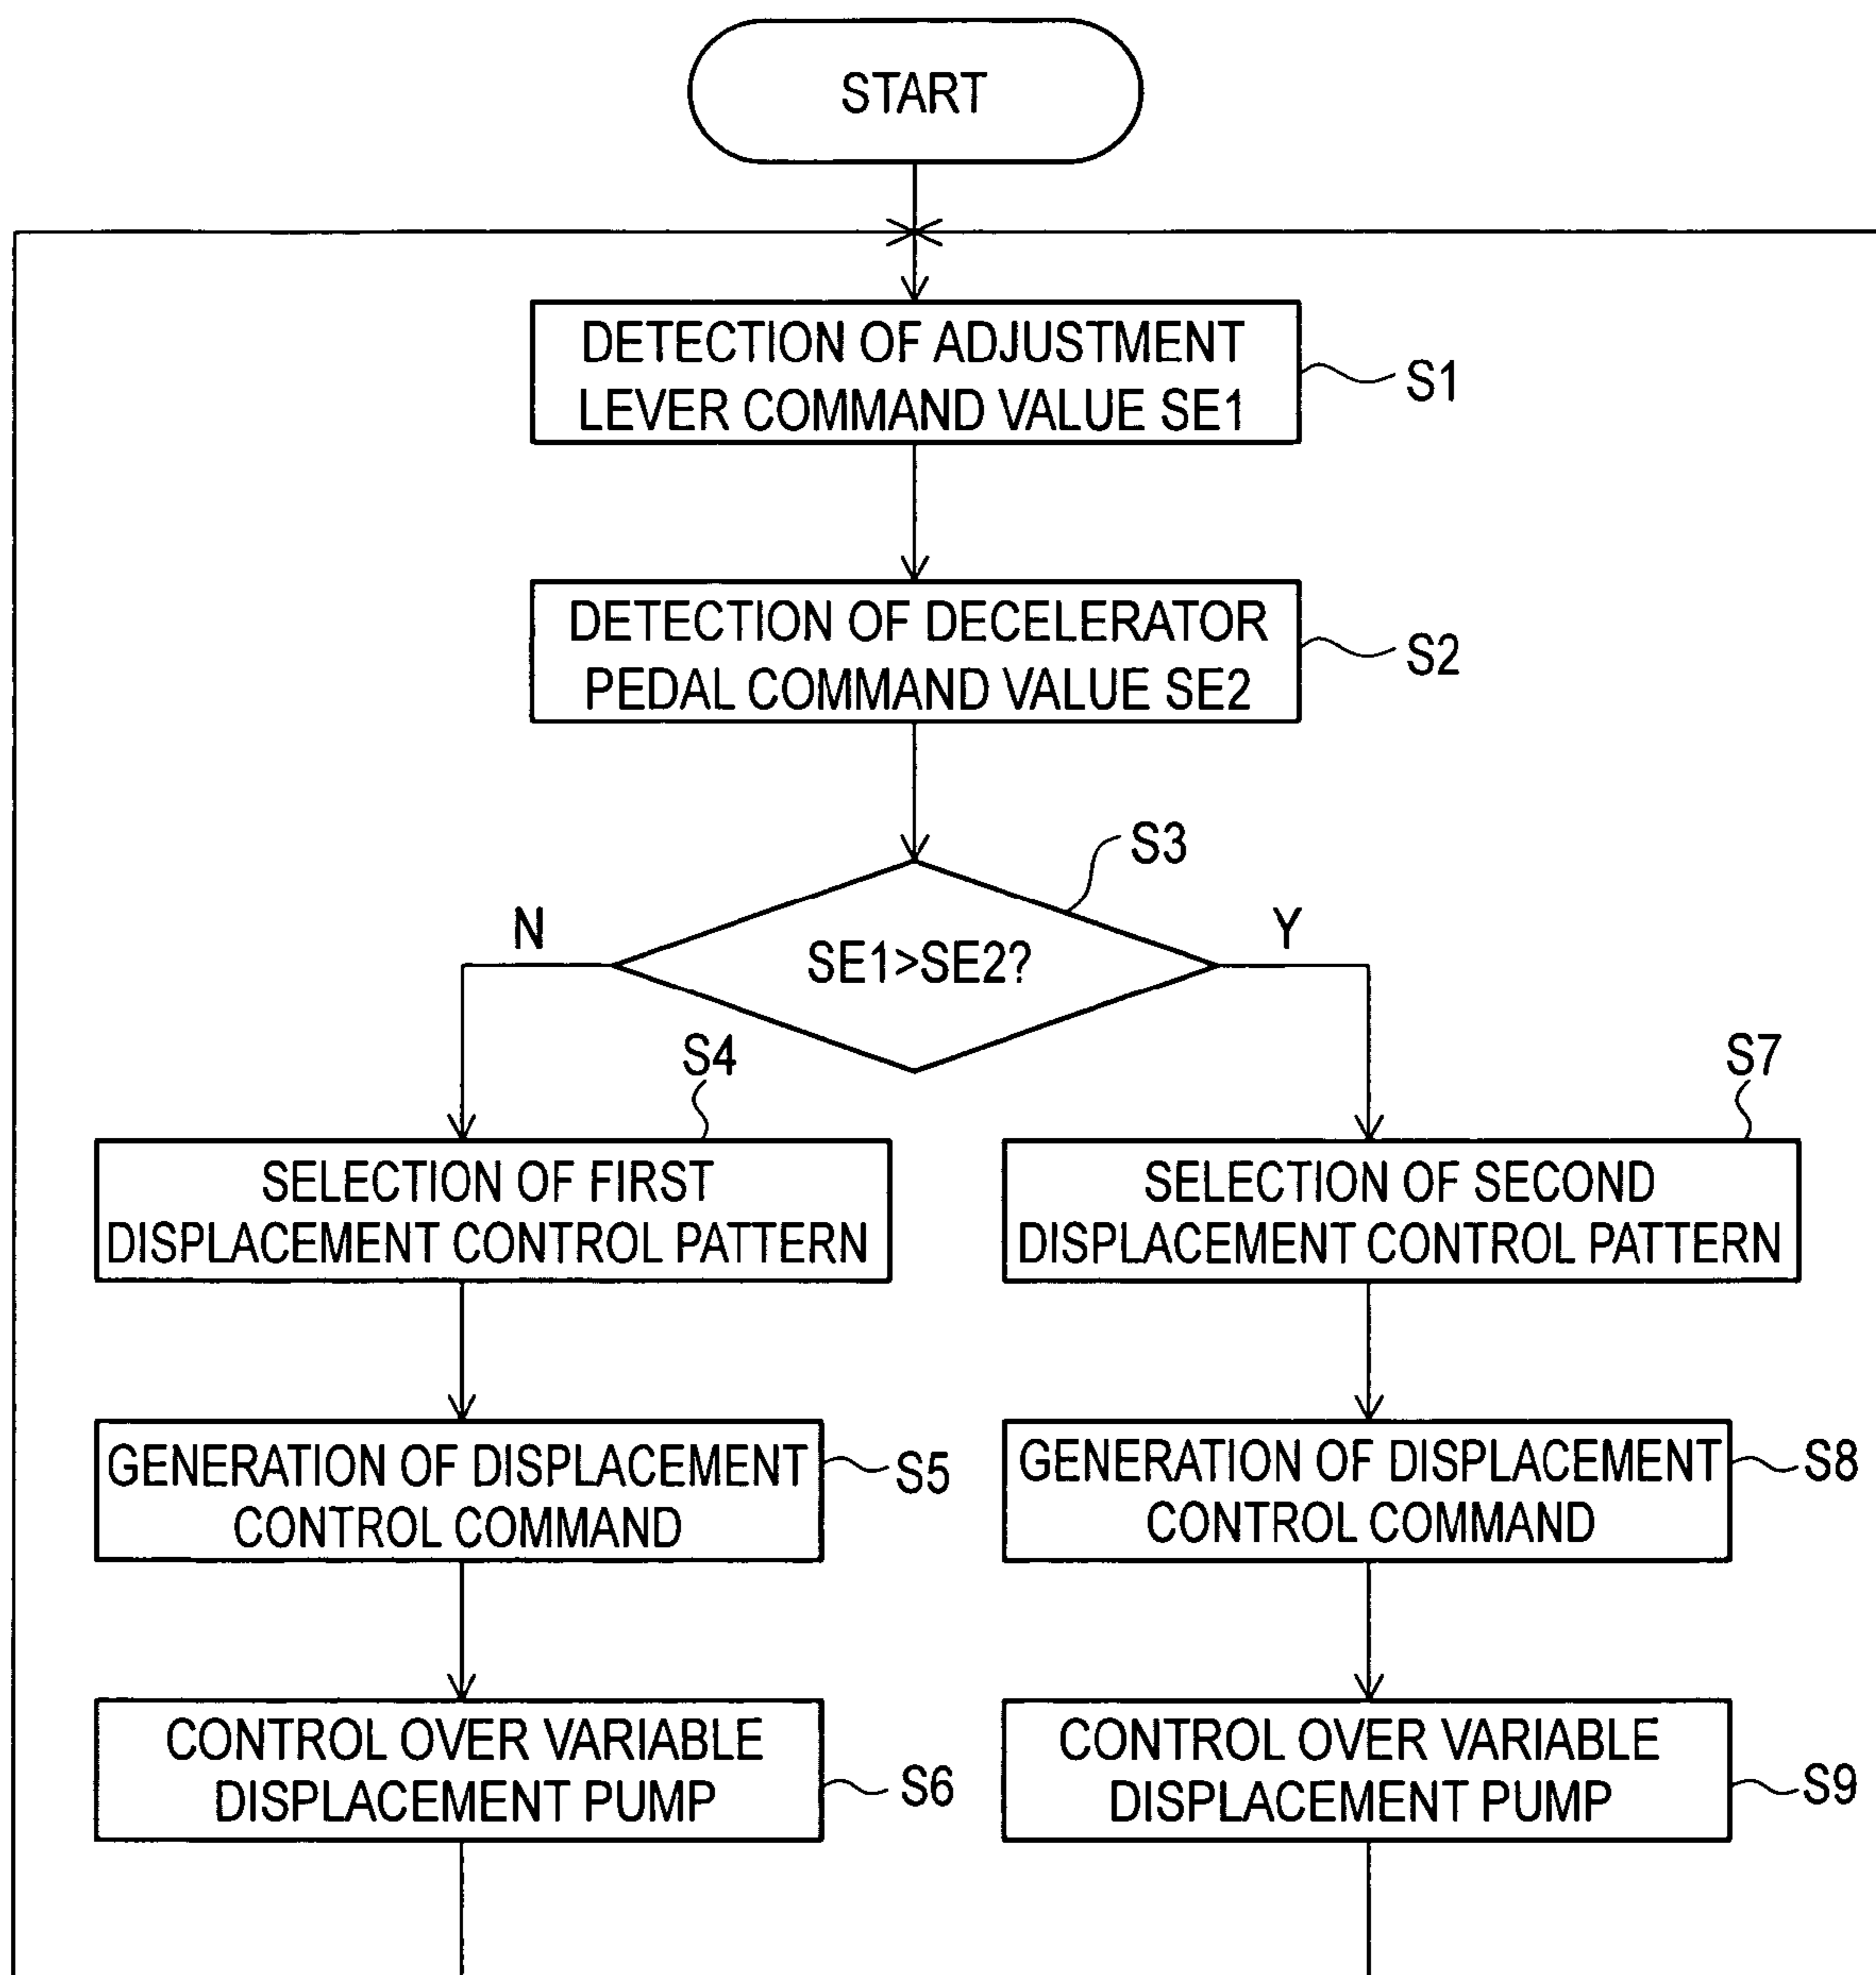 START
DETECTION OF ADJUSTMENT
LEVER COMMAND VALUE SE1
S1
DETECTION OF DECELERATOR
PEDAL COMMAND VALUE SE2
S2
S3
SE1>SE2?
N
Y
S4
SELECTION OF FIRST
DISPLACEMENT CONTROL PATTERN
S7
SELECTION OF SECOND
DISPLACEMENT CONTROL PATTERN
GENERATION OF DISPLACEMENT
CONTROL COMMAND
S5
GENERATION OF DISPLACEMENT
CONTROL COMMAND
S8
CONTROL OVER VARIABLE
DISPLACEMENT PUMP
S6
CONTROL OVER VARIABLE
DISPLACEMENT PUMP
S9